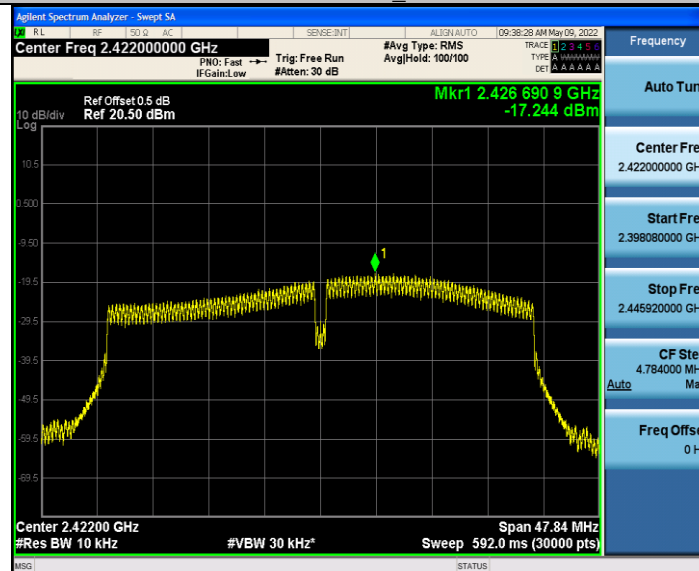 Agilent Spectrum Analyzer - Swept SA
LXI RL RF 50 Ω AC SENSE:INT ALIGN AUTO 09:38:28 AM May 09, 2022
Center Freq 2.422000000 GHz
PNO: Fast
IFGain:Low
Trig: Free Run
#Atten: 30 dB
#Avg Type: RMS
Avg|Hold: 100/100
TRACE 1 2 3 4 5 6
TYPE A
DET A A A A A A
Mkr1 2.426 690 9 GHz
-17.244 dBm
Ref Offset 0.5 dB
10 dB/div Ref 20.50 dBm
Log
10.5
0.500
-9.50
-19.5
-29.5
-39.5
-49.5
-59.5
-69.5
1
Center 2.42200 GHz Span 47.84 MHz
#Res BW 10 kHz #VBW 30 kHz* Sweep 592.0 ms (30000 pts)
MSG STATUS
Frequency
Auto Tun
Center Fre
2.422000000 GH
Start Fre
2.398080000 GH
Stop Fre
2.445920000 GH
CF Ste
4.784000 MH
Auto Ma
Freq Offse
0 H